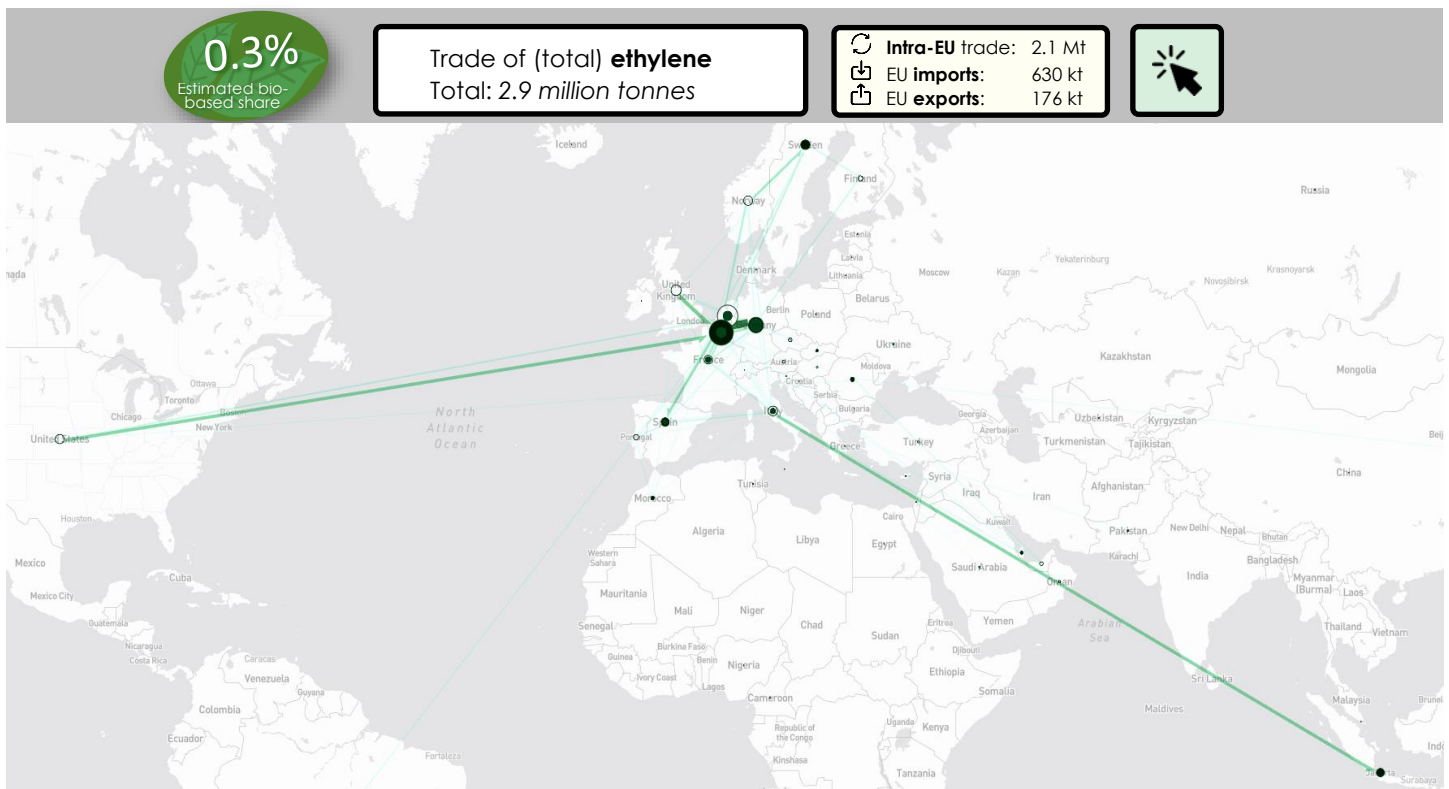 0.3%
Estimated bio-
based share
Trade of (total) ethylene
Total: 2.9 million tonnes
Intra-EU trade: 2.1 Mt
EU imports: 630 kt
EU exports: 176 kt
Iceland
Sweden
Finland
Russia
Norway
Estonia
Latvia
Lithuania
Denmark
Moscow
Kazan
Yekaterinburg
Novosibirsk
Krasnoyarsk
United
Kingdom
Belarus
Berlin
Poland
London
Ukraine
France
Austria
Moldova
Kazakhstan
Mongolia
Croatia
Serbia
Bulgaria
Ottawa
Toronto
Boston
Chicago
New York
United States
North
Atlantic
Ocean
Portugal
Spain
Greece
Turkey
Georgia
Azerbaijan
Uzbekistan
Kyrgyzstan
Turkmenistan
Tajikistan
Beij
China
Morocco
Tunisia
Syria
Iraq
Iran
Afghanistan
Houston
Algeria
Libya
Cairo
Egypt
Kuwait
Pakistan
Karachi
New Delhi
Nepal
Bhutan
Bangladesh
Western
Sahara
Saudi Arabia
Oman
India
Myanmar
(Burma)
Laos
Mexico
Mexico City
Cuba
Mauritania
Mali
Niger
Chad
Sudan
Eritrea
Yemen
Arabian
Sea
Thailand
Vietnam
Guatemala
Nicaragua
Costa Rica
Caracas
Venezuela
Guyana
Colombia
Ecuador
Fortaleza
Senegal
Guinea
Burkina Faso
Ivory Coast
Benin
Nigeria
Lagos
Cameroon
Djibouti
Ethiopia
Somalia
Sri Lanka
Maldives
Malaysia
Brunei
Republic of
the Congo
Uganda
Kenya
Kinshasa
Tanzania
Jakarta
Surabaya